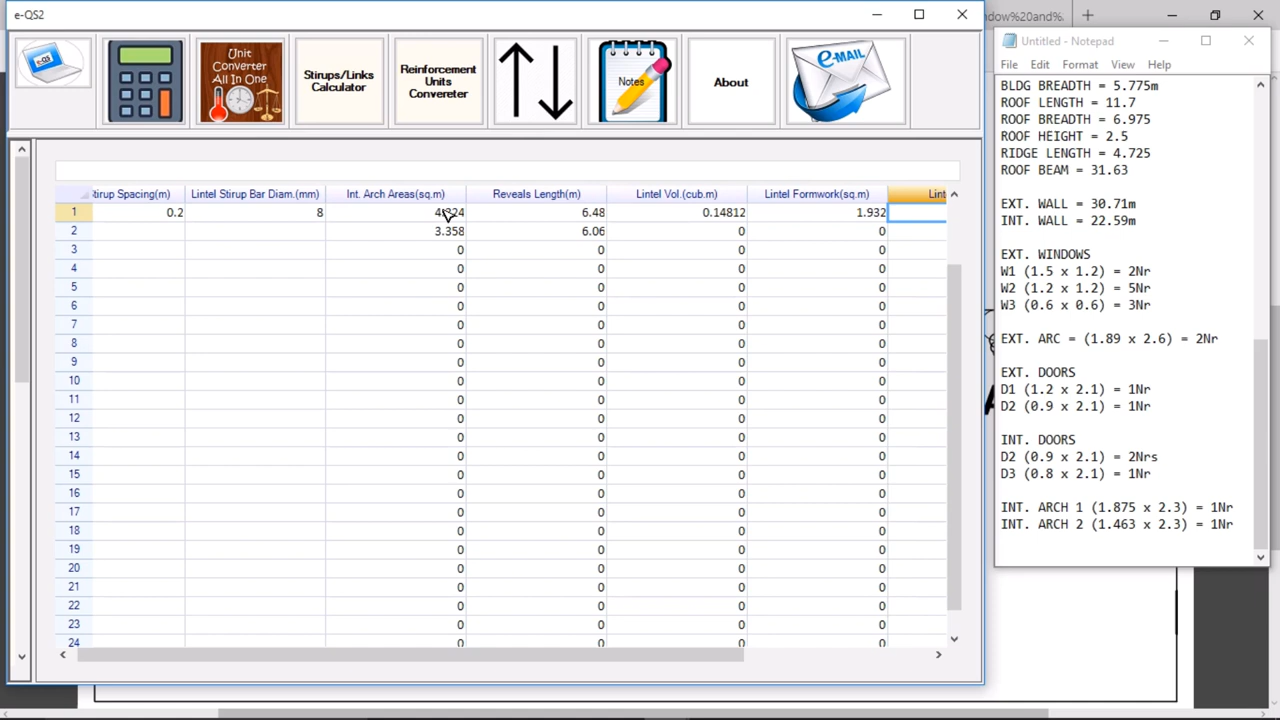 e-QS2
ndow%20and%
e-QS
Unit
Converter
All In One
Stirups/Links
Calculator
Reinforcement
Units
Convereter
Notes
About
e-MAIL
Untitled - Notepad
File Edit Format View Help
BLDG BREADTH = 5.775m
ROOF LENGTH = 11.7
ROOF BREADTH = 6.975
ROOF HEIGHT = 2.5
RIDGE LENGTH = 4.725
ROOF BEAM = 31.63
EXT. WALL = 30.71m
INT. WALL = 22.59m
EXT. WINDOWS
W1 (1.5 x 1.2) = 2Nr
W2 (1.2 x 1.2) = 5Nr
W3 (0.6 x 0.6) = 3Nr
EXT. ARC = (1.89 x 2.6) = 2Nr
EXT. DOORS
D1 (1.2 x 2.1) = 1Nr
D2 (0.9 x 2.1) = 1Nr
INT. DOORS
D2 (0.9 x 2.1) = 2Nrs
D3 (0.8 x 2.1) = 1Nr
INT. ARCH 1 (1.875 x 2.3) = 1Nr
INT. ARCH 2 (1.463 x 2.3) = 1Nr
Stirup Spacing(m) Lintel Stirup Bar Diam.(mm) Int. Arch Areas(sq.m) Reveals Length(m) Lintel Vol.(cub.m) Lintel Formwork(sq.m) Lint
1 0.2 8 6.48 0.14812 1.932
2 3.358 6.06 0 0
3 0 0 0 0
4 0 0 0 0
5 0 0 0 0
6 0 0 0 0
7 0 0 0 0
8 0 0 0 0
9 0 0 0 0
10 0 0 0 0
11 0 0 0 0
12 0 0 0 0
13 0 0 0 0
14 0 0 0 0
15 0 0 0 0
16 0 0 0 0
17 0 0 0 0
18 0 0 0 0
19 0 0 0 0
20 0 0 0 0
21 0 0 0 0
22 0 0 0 0
23 0 0 0 0
24 0 0 0 0